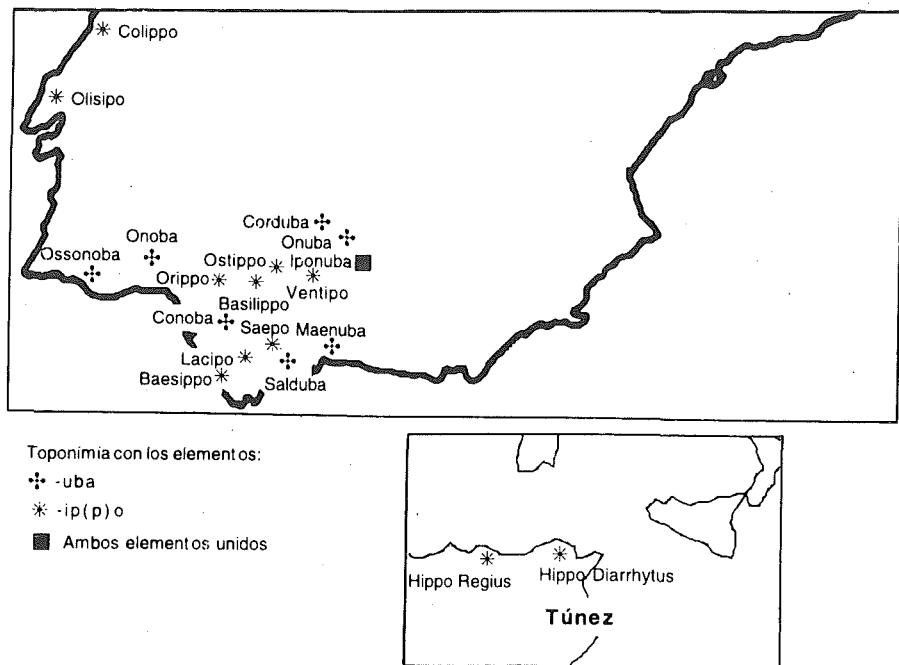 Colippo
Olisipo
Corduba
Onuba
Onoba
Ossonoba
Ostippo
Iponuba
Orippo
Ventipo
Basilippo
Conoba
Saepo
Maenuba
Lacipo
Baesippo
Salduba
Toponimia con los elementos:
-uba
-ip(p)o
Ambos elementos unidos
Hippo Regius
Hippo Diarrhytus
Túnez